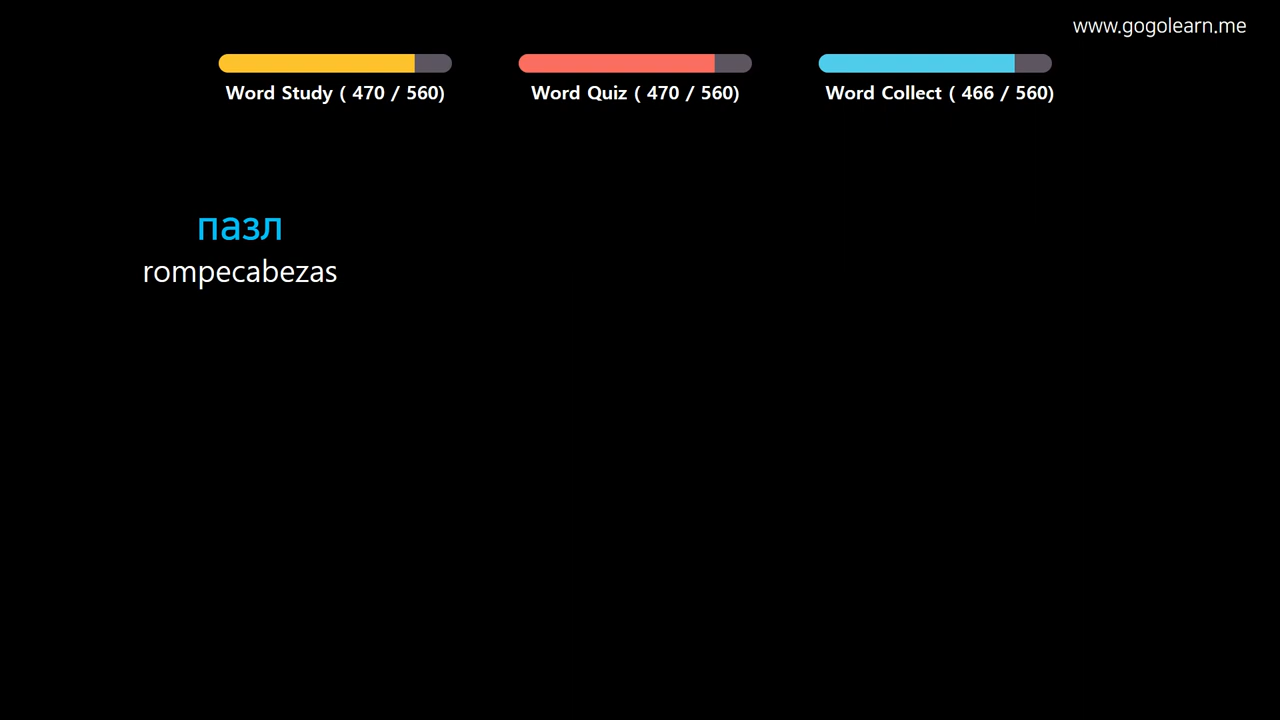 www.gogolearn.me
Word Study ( 470 / 560)
Word Quiz ( 470 / 560)
Word Collect ( 466 / 560)
пазл
rompecabezas